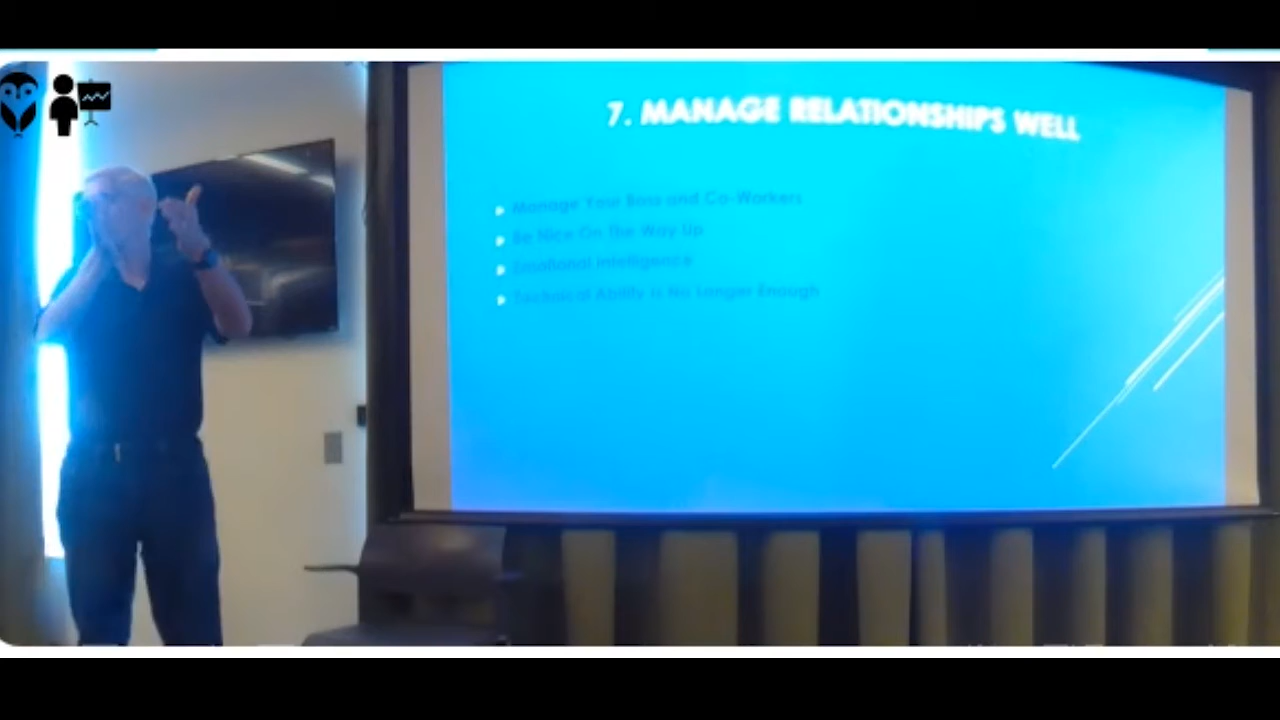 7. MANAGE RELATIONSHIPS WELL
Manage Your Boss and Co-Workers
Be Nice On The Way Up
Emotional Intelligence
Technical Ability is No Longer Enough